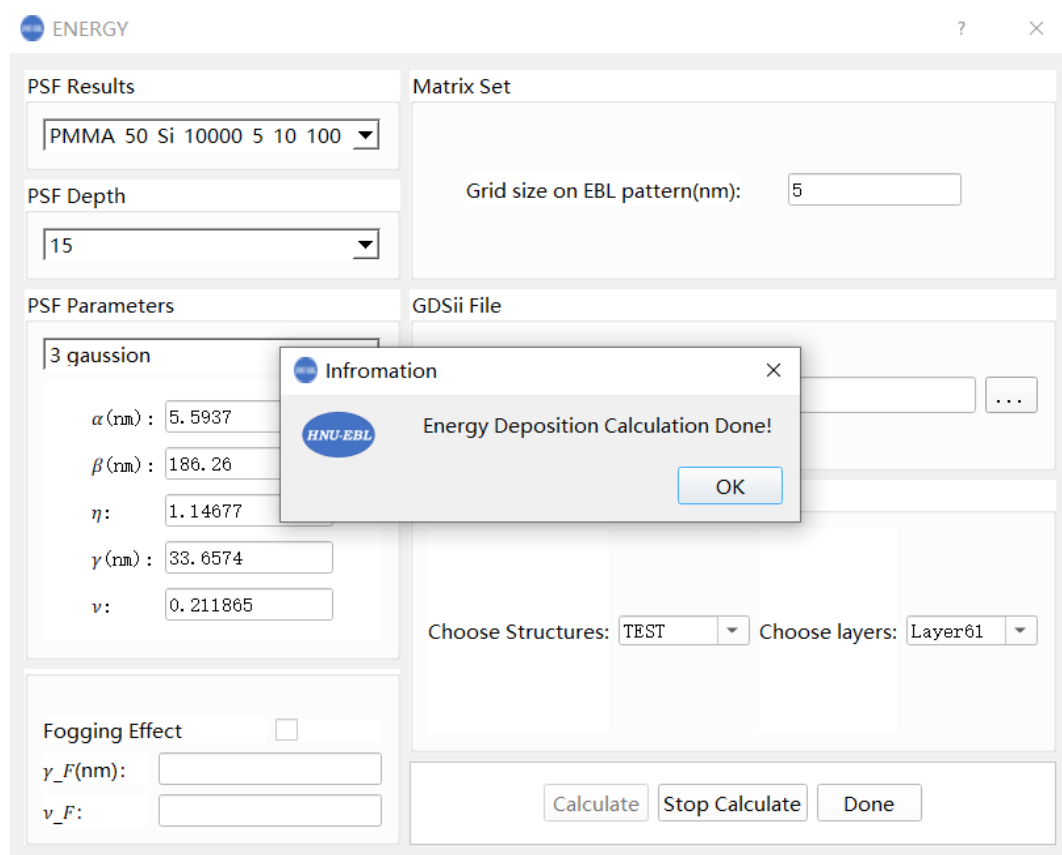 ENERGY
?
PSF Results
PMMA 50 Si 10000 5 10 100
PSF Depth
15
PSF Parameters
3 gaussion
α(nm):
5.5937
β(nm):
186.26
η:
1.14677
γ(nm):
33.6574
ν:
0.211865
Fogging Effect
γ_F(nm):
ν_F:
Matrix Set
Grid size on EBL pattern(nm):
5
GDSii File
...
Infromation
HNU-EBL
Energy Deposition Calculation Done!
OK
Choose Structures:
TEST
Choose layers:
Layer61
Calculate
Stop Calculate
Done